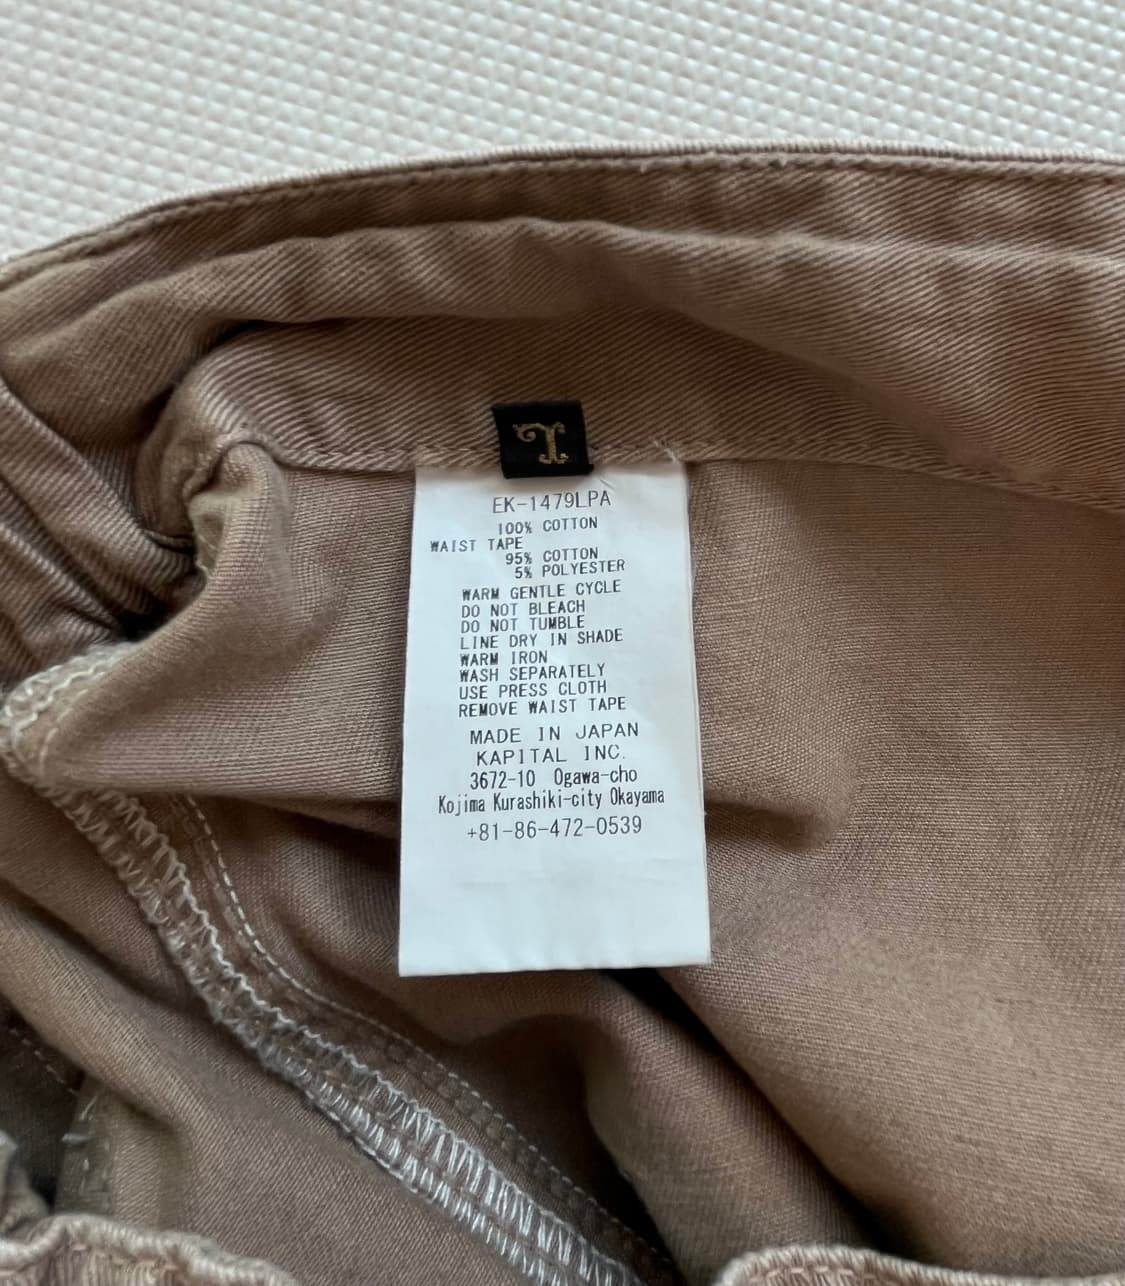 L
EK-1479LPA
100% COTTON
WAIST TAPE
95% COTTON
5% POLYESTER
WARM GENTLE CYCLE
DO NOT BLEACH
DO NOT TUMBLE
LINE DRY IN SHADE
WARM IRON
WASH SEPARATELY
USE PRESS CLOTH
REMOVE WAIST TAPE
MADE IN JAPAN
KAPITAL INC.
3672-10 Ogawa-cho
Kojima Kurashiki-city Okayama
+81-86-472-0539